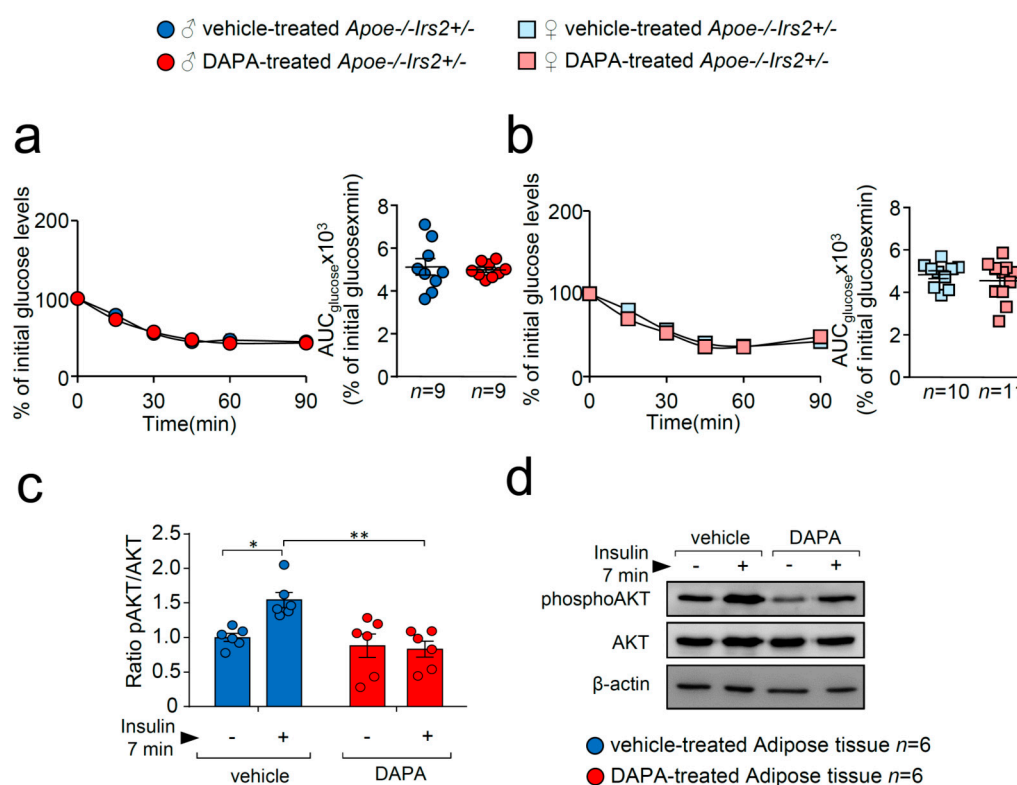 ♂ vehicle-treated Apoe-/-Irs2+/-
♀ vehicle-treated Apoe-/-Irs2+/-
♂ DAPA-treated Apoe-/-Irs2+/-
♀ DAPA-treated Apoe-/-Irs2+/-
a
% of initial glucose levels
200
100
0
0 30 60 90
Time(min)
AUCglucosex10³
(% of initial glucosexmin)
8
6
4
2
0
n=9 n=9
b
% of initial glucose levels
200
100
0
0 30 60 90
Time(min)
AUCglucosex10³
(% of initial glucosexmin)
8
6
4
2
0
n=10 n=11
c
Ratio pAKT/AKT
2.5
2.0
1.5
1.0
0.5
0
* **
Insulin
7 min
- + - +
vehicle DAPA
d
vehicle DAPA
Insulin
7 min
- + - +
phosphoAKT
AKT
β-actin
vehicle-treated Adipose tissue n=6
DAPA-treated Adipose tissue n=6